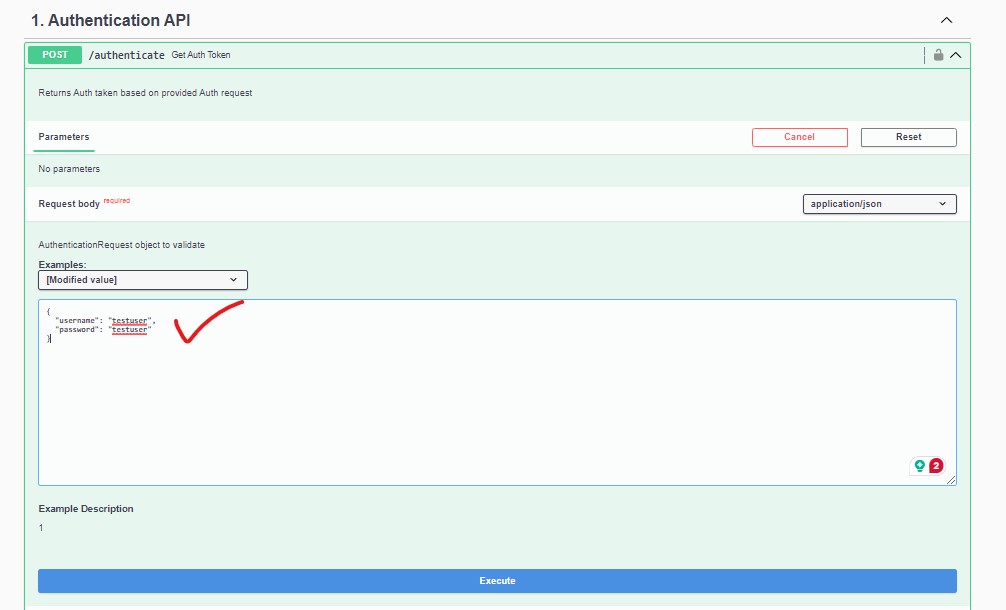 1. Authentication API
POST /authenticate Get Auth Token
Returns Auth taken based on provided Auth request
Parameters
Cancel
Reset
No parameters
Request body required
application/json
AuthenticationRequest object to validate
Examples:
[Modified value]
{
"username": "testuser",
"password": "testuser"
}
2
Example Description
1
Execute